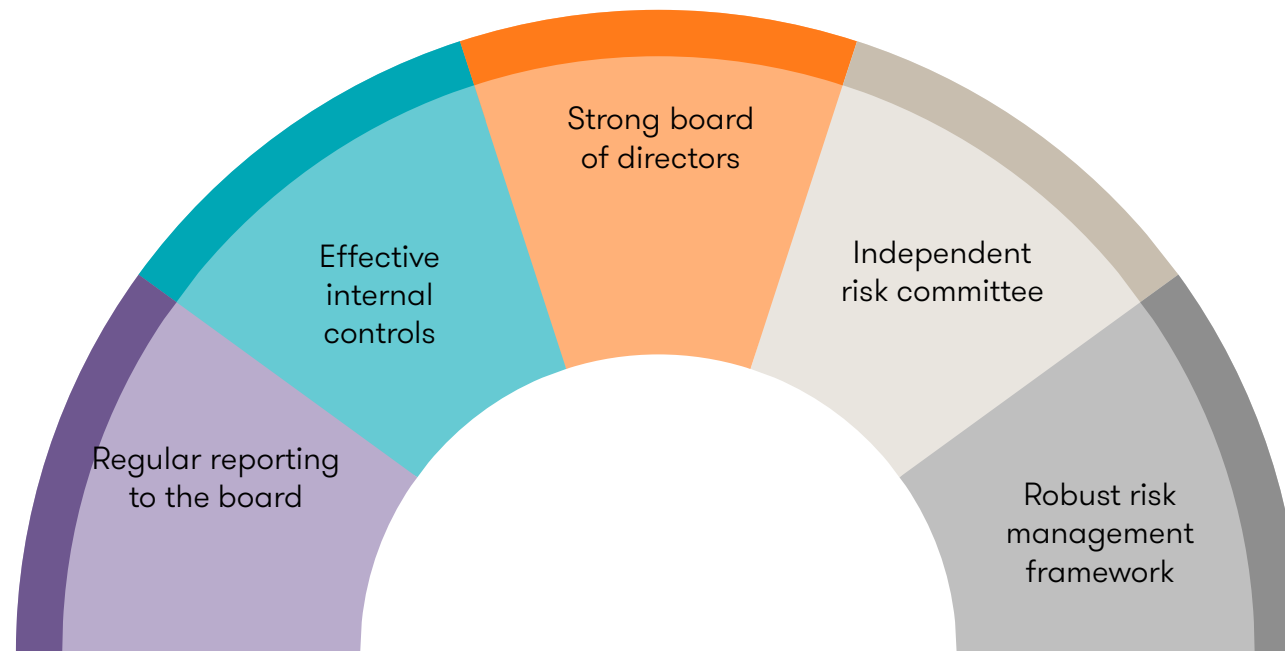 Regular reporting
to the board
Effective
internal
controls
Strong board
of directors
Independent
risk committee
Robust risk
management
framework